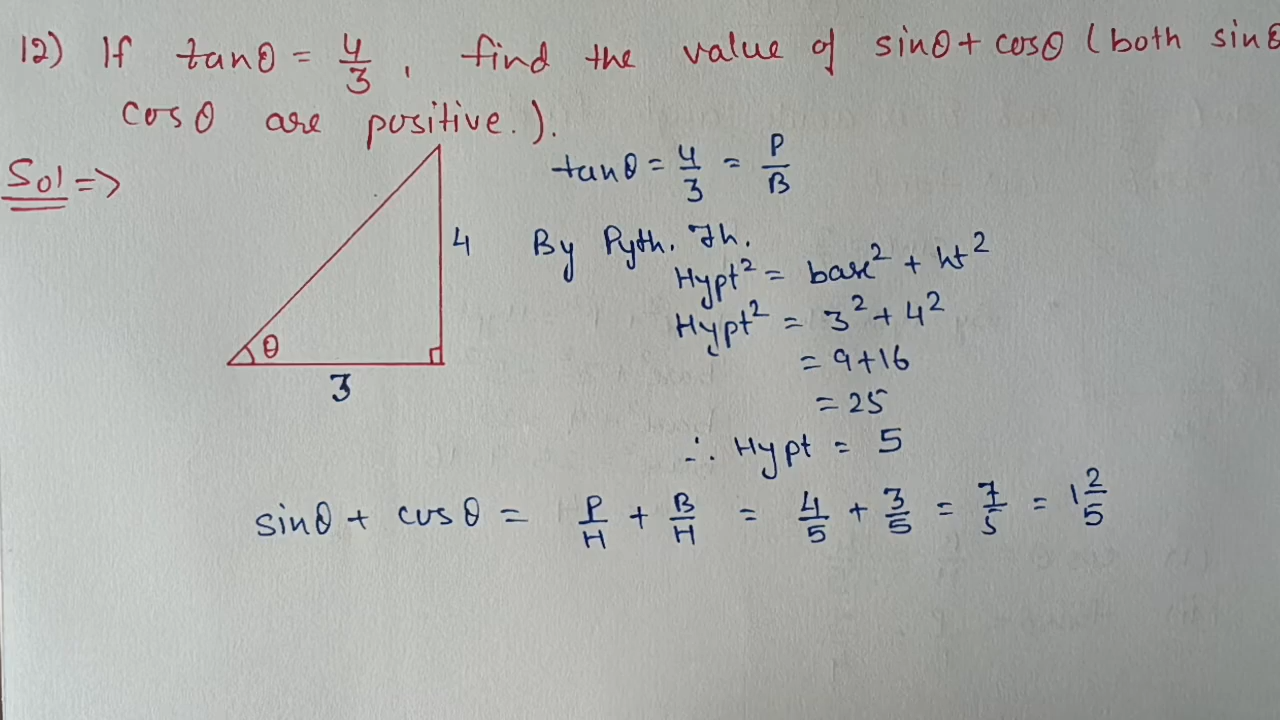 12) If tanθ = 4/3, find the value of sinθ + cosθ (both sinθ
cosθ are positive.).
Sol =>
tanθ = 4/3 = P/B
4
By Pyth. Th.
Hypt² = base² + ht²
θ
Hypt² = 3² + 4²
3
= 9+16
= 25
∴ Hypt = 5
sinθ + cosθ = P/H + B/H = 4/5 + 3/5 = 7/5 = 1 2/5